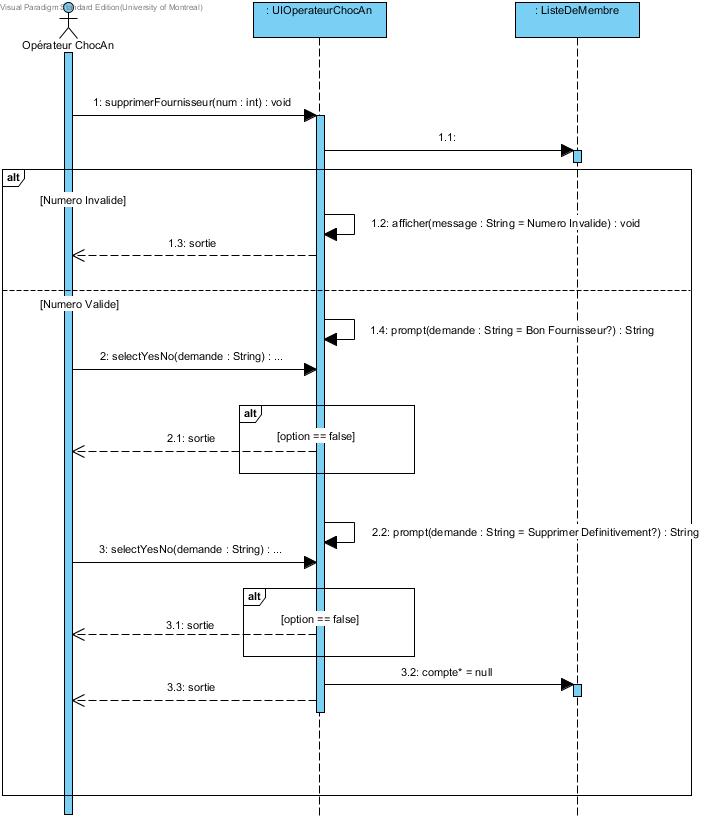 Visual Paradigm Standard Edition(University of Montreal)
: UIOperateurChocAn
: ListeDeMembre
Opérateur ChocAn
1: supprimerFournisseur(num : int) : void
1.1:
alt
[Numero Invalide]
1.2: afficher(message : String = Numero Invalide) : void
1.3: sortie
[Numero Valide]
1.4: prompt(demande : String = Bon Fournisseur?) : String
2: selectYesNo(demande : String) : ...
alt
[option == false]
2.1: sortie
2.2: prompt(demande : String = Supprimer Definitivement?) : String
3: selectYesNo(demande : String) : ...
alt
[option == false]
3.1: sortie
3.2: compte* = null
3.3: sortie